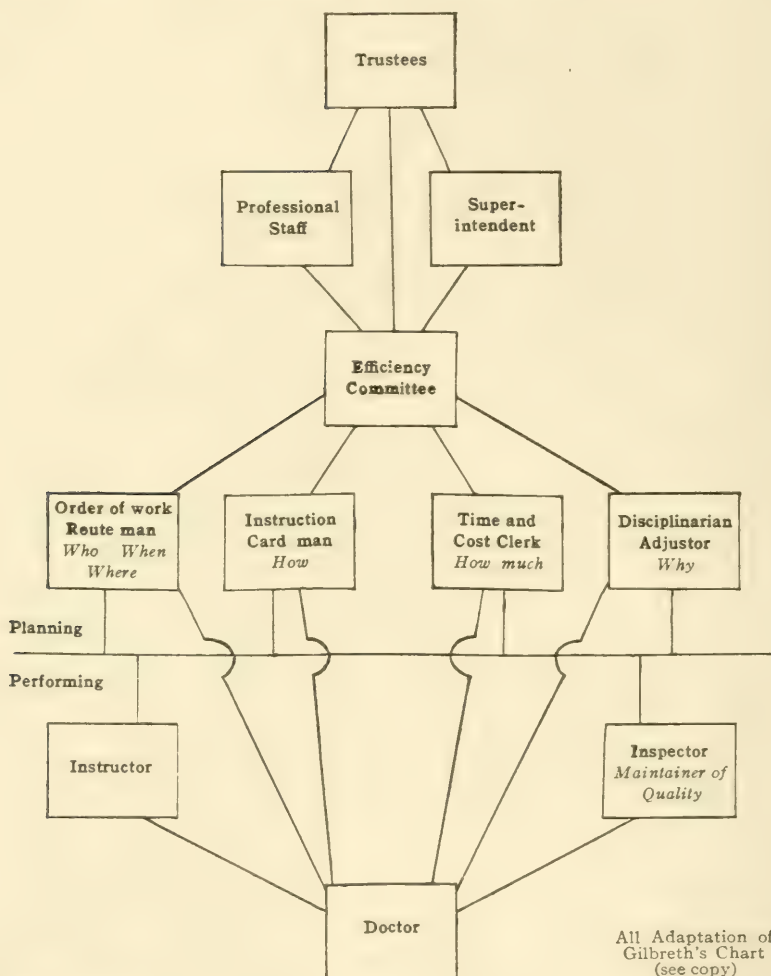 Trustees
Professional
Staff
Super-
intendent
Efficiency
Committee
Order of work
Route man
Who When
Where
Instruction
Card man
How
Time and
Cost Clerk
How much
Disciplinarian
Adjustor
Why
Planning
Performing
Instructor
Inspector
Maintainer of
Quality
Doctor
All Adaptation of
Gilbreth's Chart
(see copy)